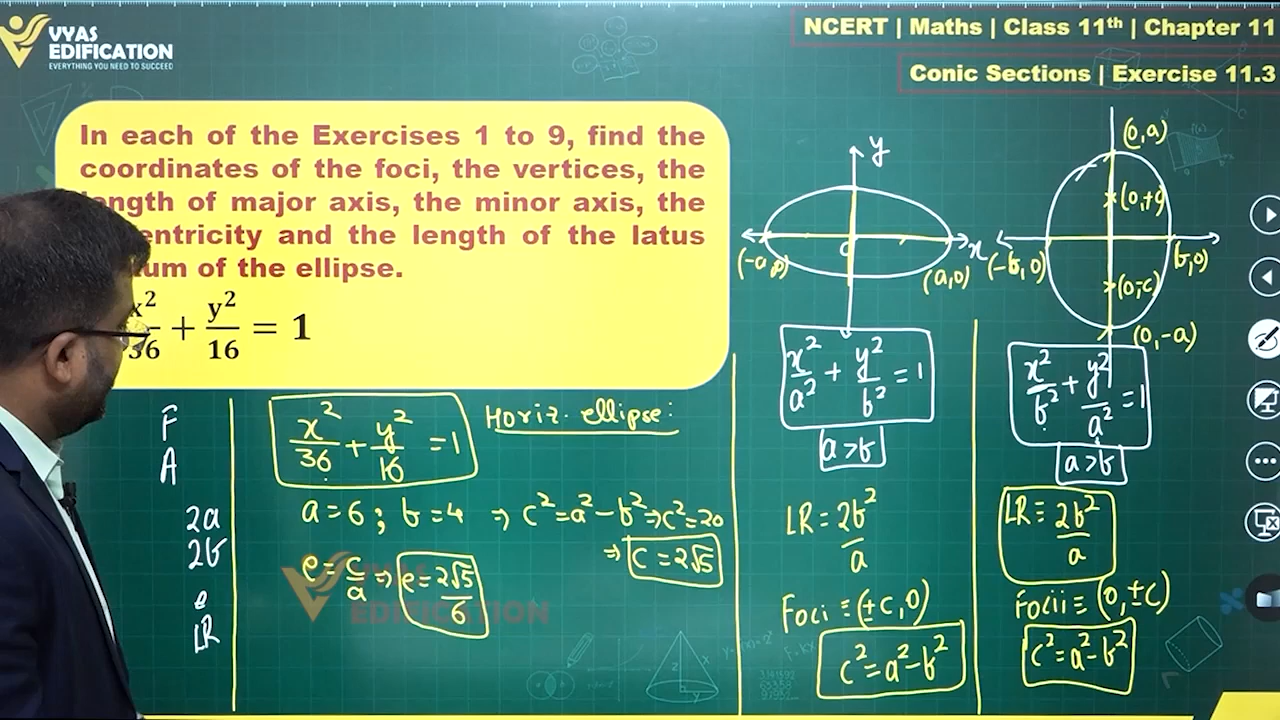 VYAS
EDIFICATION
EVERYTHING YOU NEED TO SUCCEED
NCERT | Maths | Class 11th | Chapter 11
Conic Sections | Exercise 11.3
In each of the Exercises 1 to 9, find the
coordinates of the foci, the vertices, the
length of major axis, the minor axis, the
entricity and the length of the latus
tum of the ellipse.
x²/36 + y²/16 = 1
F
A
2a
2b
e
LR
x²/36 + y²/16 = 1
Horiz. ellipse:
a = 6 ; b = 4 ⇒ c² = a² - b² ⇒ c² = 20
⇒ c = 2√5
e = c/a ⇒ e = 2√5/6
VYAS
EDIFICATION
y
x
(-a,0)
(a,0)
x²/a² + y²/b² = 1
a > b
LR = 2b²/a
Foci ≡ (±c, 0)
c² = a² - b²
(0, a)
(0,+c)
(-b, 0)
(b, 0)
(0,-c)
(0, -a)
x²/b² + y²/a² = 1
a > b
LR = 2b²/a
Focii ≡ (0, ±c)
c² = a² - b²